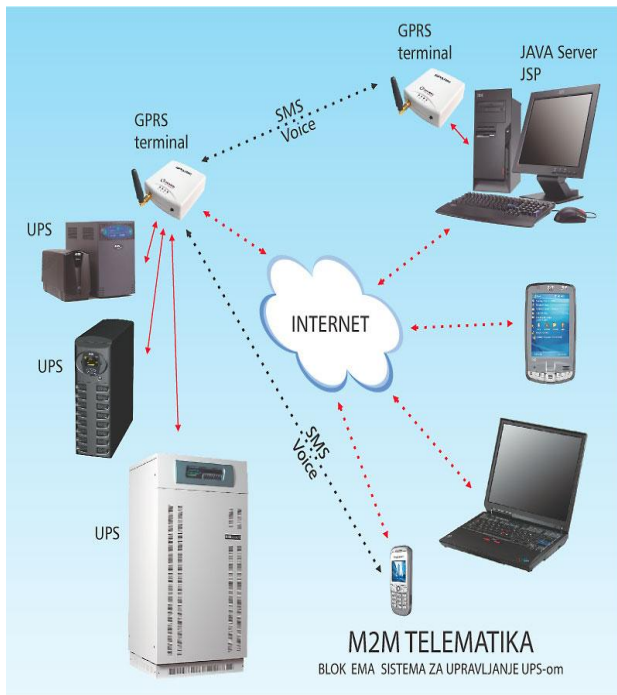 GPRS
terminal
JAVA Server
JSP
SMS
Voice
GPRS
terminal
UPS
INTERNET
UPS
SMS
Voice
UPS
M2M TELEMATIKA
BLOK EMA SISTEMA ZA UPRAVLJANJE UPS-om